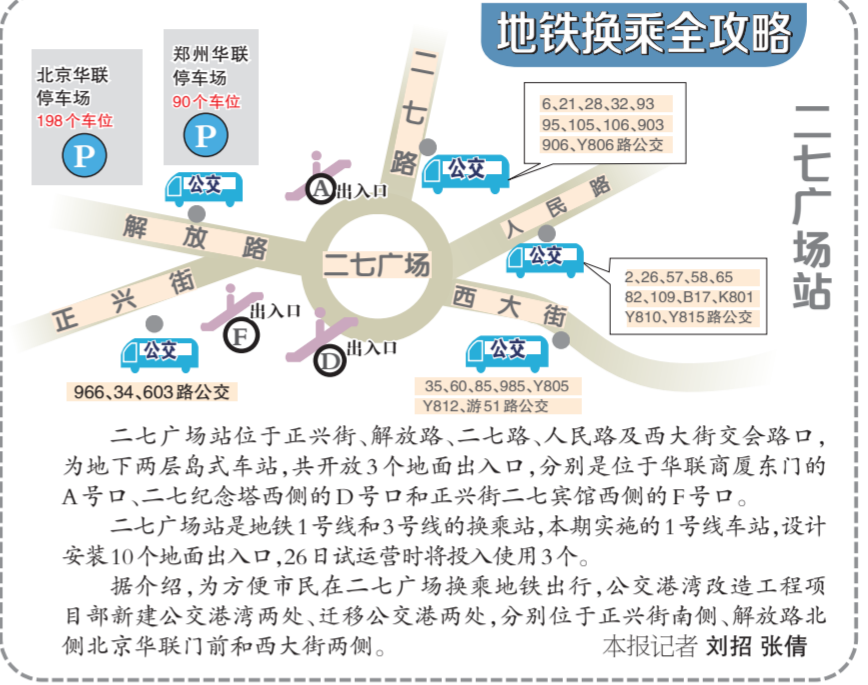 地铁换乘全攻略
二七广场站
北京华联
停车场
198个车位
P
郑州华联
停车场
90个车位
P
二七路
公交
6、21、28、32、93
95、105、106、903
906、Y806路公交
公交
A出入口
解放路
二七广场
人民路
公交
2、26、57、58、65
82、109、B17、K801
Y810、Y815路公交
正兴街
西大街
F出入口
D出入口
公交
966、34、603路公交
公交
35、60、85、985、Y805
Y812、游51路公交
二七广场站位于正兴街、解放路、二七路、人民路及西大街交会路口，
为地下两层岛式车站，共开放3个地面出入口，分别是位于华联商厦东门的
A号口、二七纪念塔西侧的D号口和正兴街二七宾馆西侧的F号口。
二七广场站是地铁1号线和3号线的换乘站，本期实施的1号线车站，设计
安装10个地面出入口，26日试运营时将投入使用3个。
据介绍，为方便市民在二七广场换乘地铁出行，公交港湾改造工程项
目部新建公交港湾两处、迁移公交港两处，分别位于正兴街南侧、解放路北
侧北京华联门前和西大街两侧。
本报记者 刘招 张倩